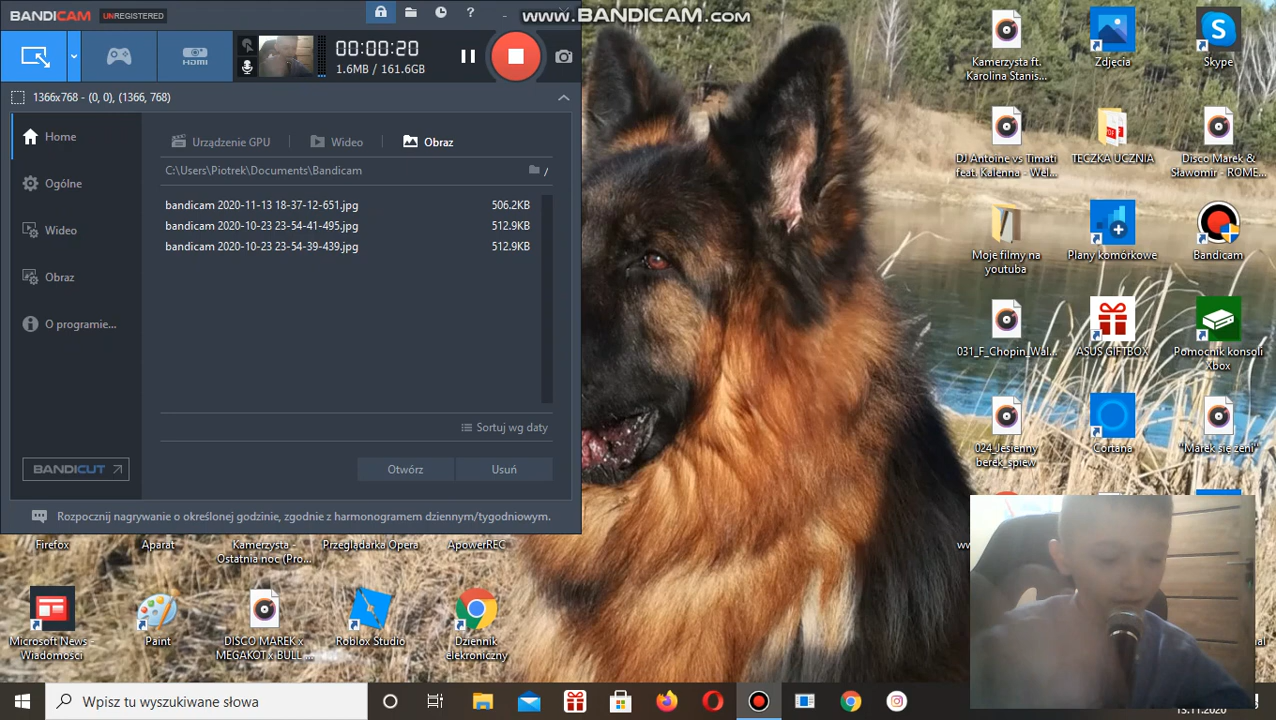 BANDICAM UNREGISTERED
www.BANDICAM.com
00:00:20
1.6MB / 161.6GB
HDMI
1366x768 - (0, 0), (1366, 768)
Home
Ogólne
Wideo
Obraz
O programie...
BANDICUT
Urządzenie GPU
Wideo
Obraz
C:\Users\Piotrek\Documents\Bandicam
bandicam 2020-11-13 18-37-12-651.jpg 506.2KB
bandicam 2020-10-23 23-54-41-495.jpg 512.9KB
bandicam 2020-10-23 23-54-39-439.jpg 512.9KB
Sortuj wg daty
Otwórz
Usuń
Rozpocznij nagrywanie o określonej godzinie, zgodnie z harmonogramem dziennym/tygodniowym.
Kamerzysta ft.
Karolina Stanis...
Zdjęcia
Skype
DJ Antoine vs Timati
feat. Kalenna - Wel...
TECZKA UCZNIA
Disco Marek &
Sławomir - ROME...
Moje filmy na
youtuba
Plany komórkowe
Bandicam
031_F_Chopin_Wal...
ASUS GIFTBOX
Pomocnik konsoli
Xbox
024_Jesienny
berek_spiew
Cortana
"Marek się żeni"
Firefox
Aparat
Kamerzysta -
Ostatnia noc (Pro...
Przeglądarka Opera
ApowerREC
Microsoft News -
Wiadomości
Paint
DISCO MAREK x
MEGAKOT x BULL ...
Roblox Studio
Dziennik
elekroniczny
Wpisz tu wyszukiwane słowa
13.11.2020